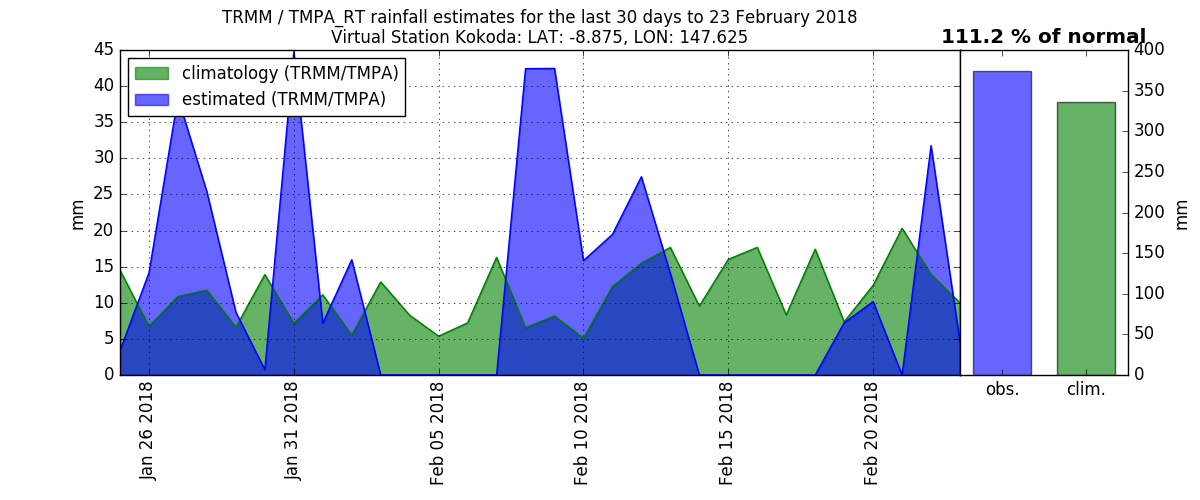 TRMM / TMPA_RT rainfall estimates for the last 30 days to 23 February 2018
Virtual Station Kokoda: LAT: -8.875, LON: 147.625
111.2 % of normal
climatology (TRMM/TMPA)
estimated (TRMM/TMPA)
45
40
35
30
25
20
15
10
5
0
mm
Jan 26 2018
Jan 31 2018
Feb 05 2018
Feb 10 2018
Feb 15 2018
Feb 20 2018
obs.
clim.
400
350
300
250
200
150
100
50
0
mm